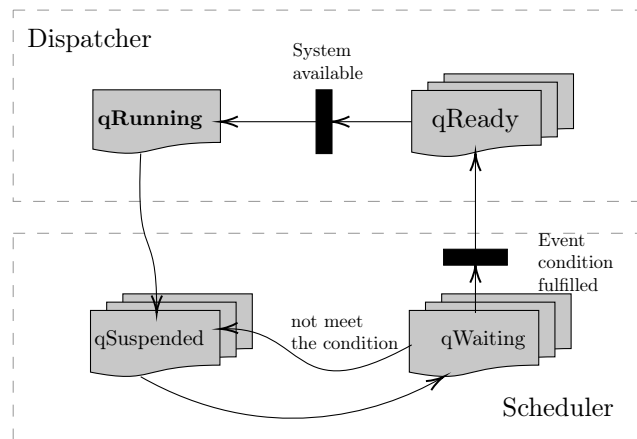 Dispatcher
System
available
qRunning
qReady
Event
condition
fulfilled
not meet
the condition
qSuspended
qWaiting
Scheduler